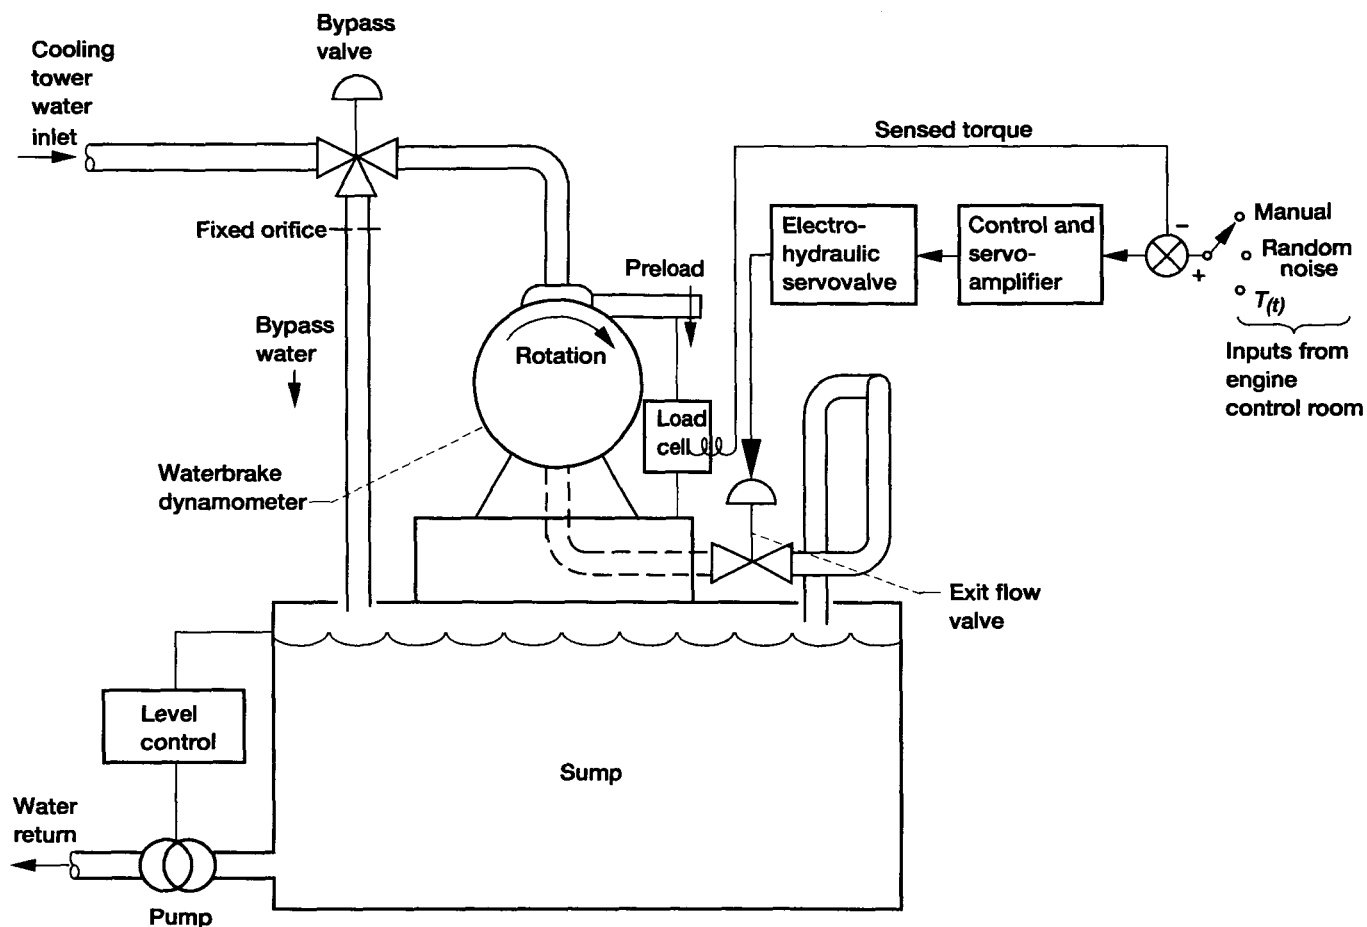 Bypass
valve
Cooling
tower
water
inlet
Sensed torque
Fixed orifice
Electro-
hydraulic
servovalve
Control and
servo-
amplifier
−
+
Manual
Random
noise
T(t)
Inputs from
engine
control room
Preload
Bypass
water
Rotation
Load
cell
Waterbrake
dynamometer
Exit flow
valve
Level
control
Sump
Water
return
Pump